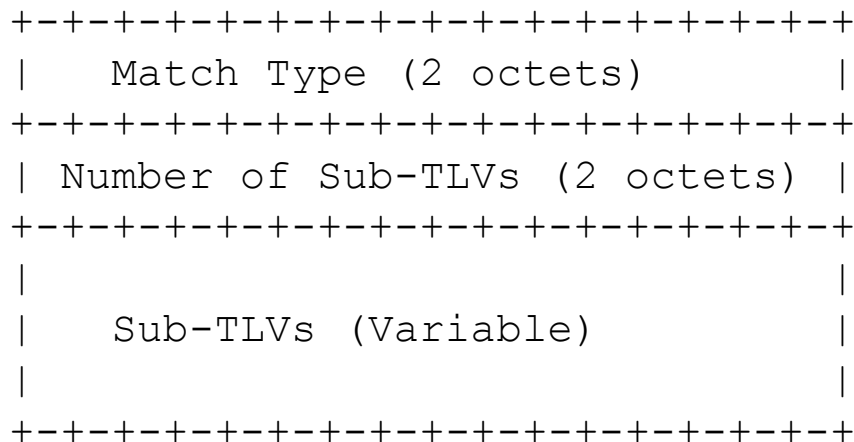 +-+-+-+-+-+-+-+-+-+-+-+-+-+-+-+-+
|   Match Type (2 octets)        |
+-+-+-+-+-+-+-+-+-+-+-+-+-+-+-+-+
| Number of Sub-TLVs (2 octets) |
+-+-+-+-+-+-+-+-+-+-+-+-+-+-+-+-+
|                                |
|   Sub-TLVs (Variable)          |
|                                |
+-+-+-+-+-+-+-+-+-+-+-+-+-+-+-+-+